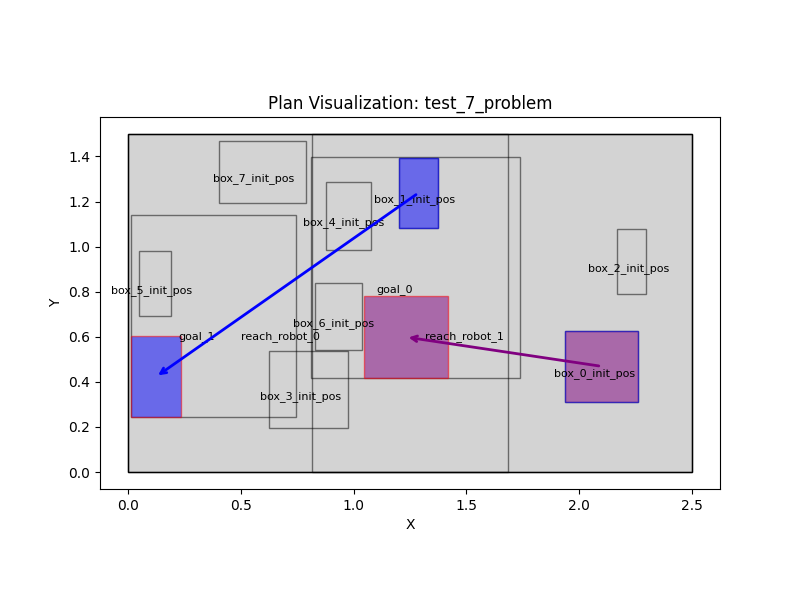 Plan Visualization: test_7_problem
box_7_init_pos
box_1_init_pos
box_4_init_pos
box_2_init_pos
box_5_init_pos
goal_0
box_6_init_pos
goal_1
reach_robot_0
reach_robot_1
box_0_init_pos
box_3_init_pos
Y
1.4
1.2
1.0
0.8
0.6
0.4
0.2
0.0
0.0 0.5 1.0 1.5 2.0 2.5
X